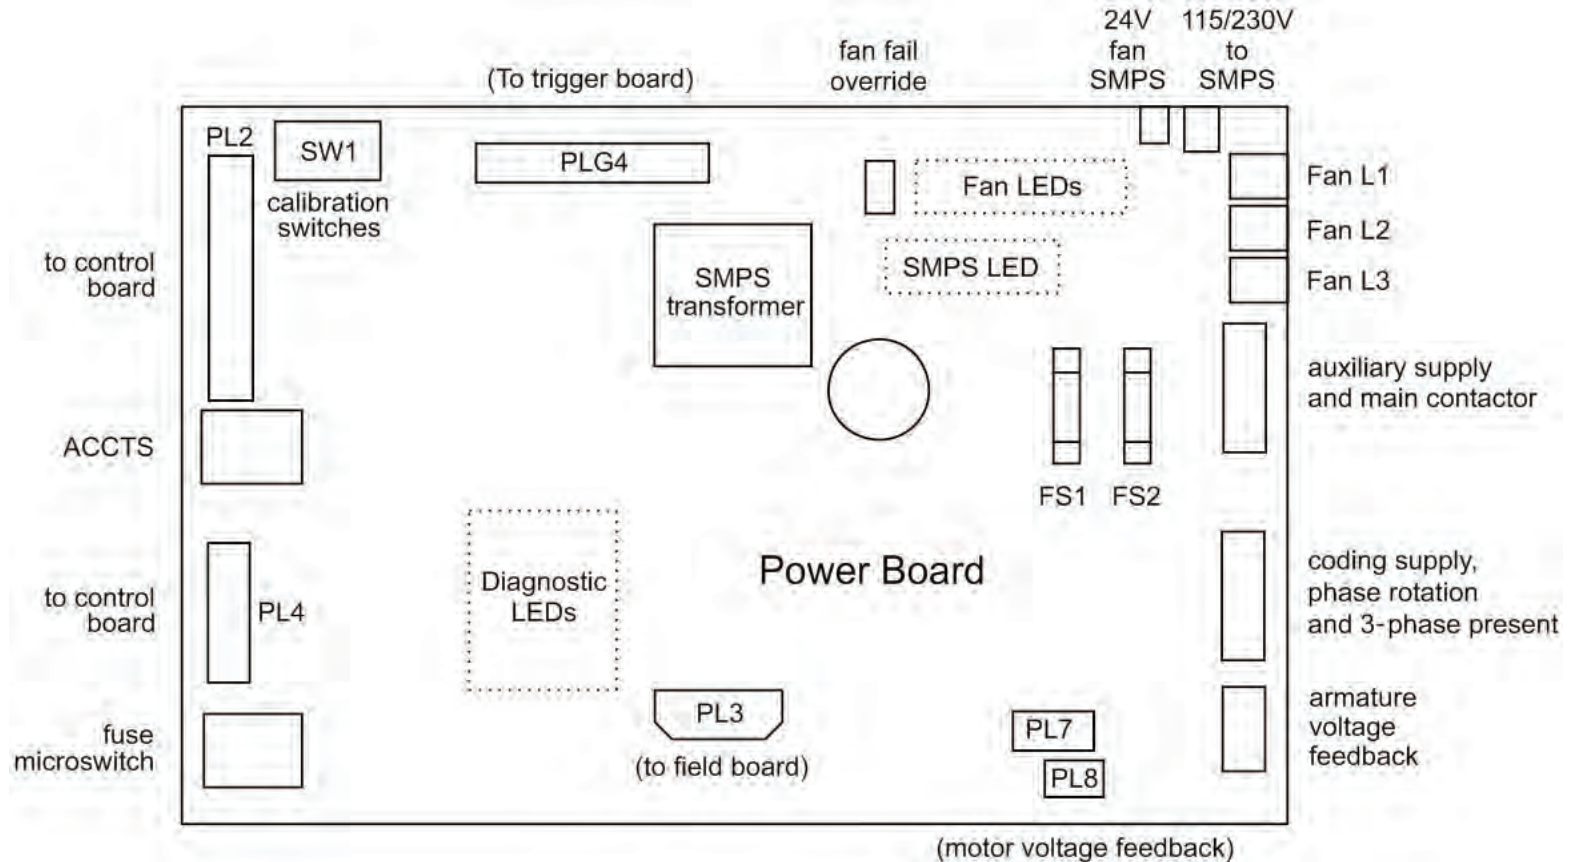 24V
fan
SMPS
115/230V
to
SMPS
fan fail
override
(To trigger board)
PL2
SW1
calibration
switches
PLG4
Fan LEDs
Fan L1
Fan L2
Fan L3
SMPS
transformer
SMPS LED
to control
board
auxiliary supply
and main contactor
ACCTS
FS1
FS2
Diagnostic
LEDs
Power Board
coding supply,
phase rotation
and 3-phase present
to control
board
PL4
PL3
(to field board)
PL7
PL8
armature
voltage
feedback
fuse
microswitch
(motor voltage feedback)